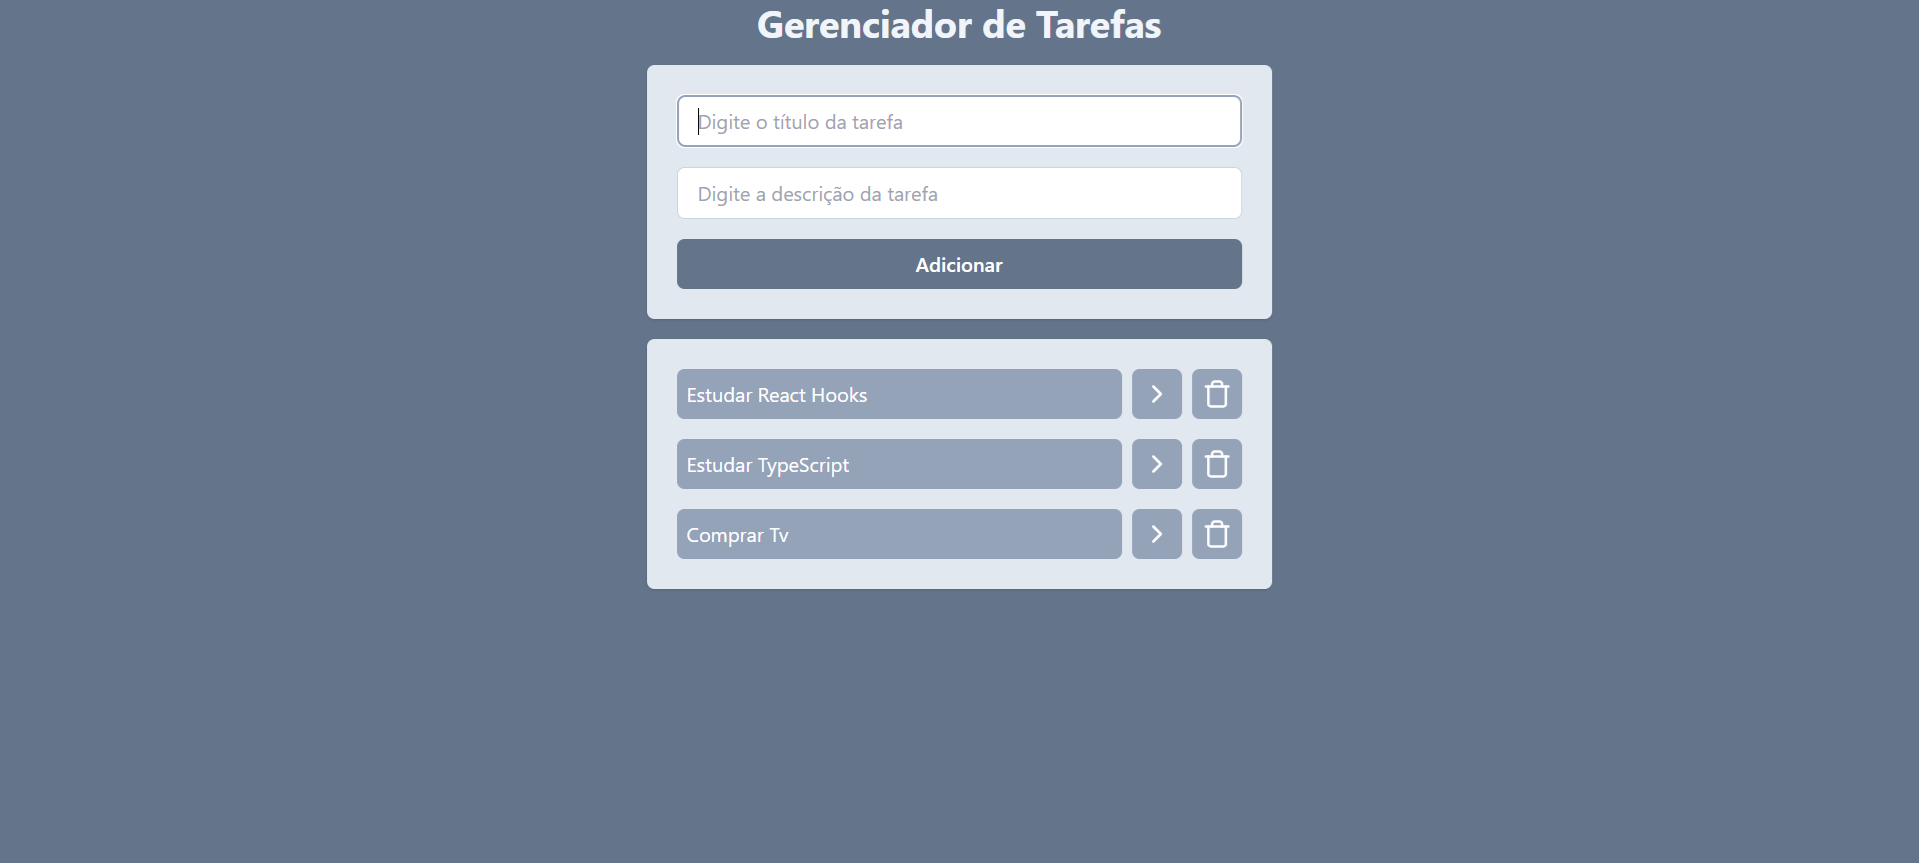 Gerenciador de Tarefas
Digite o título da tarefa
Digite a descrição da tarefa
Adicionar
Estudar React Hooks
Estudar TypeScript
Comprar Tv